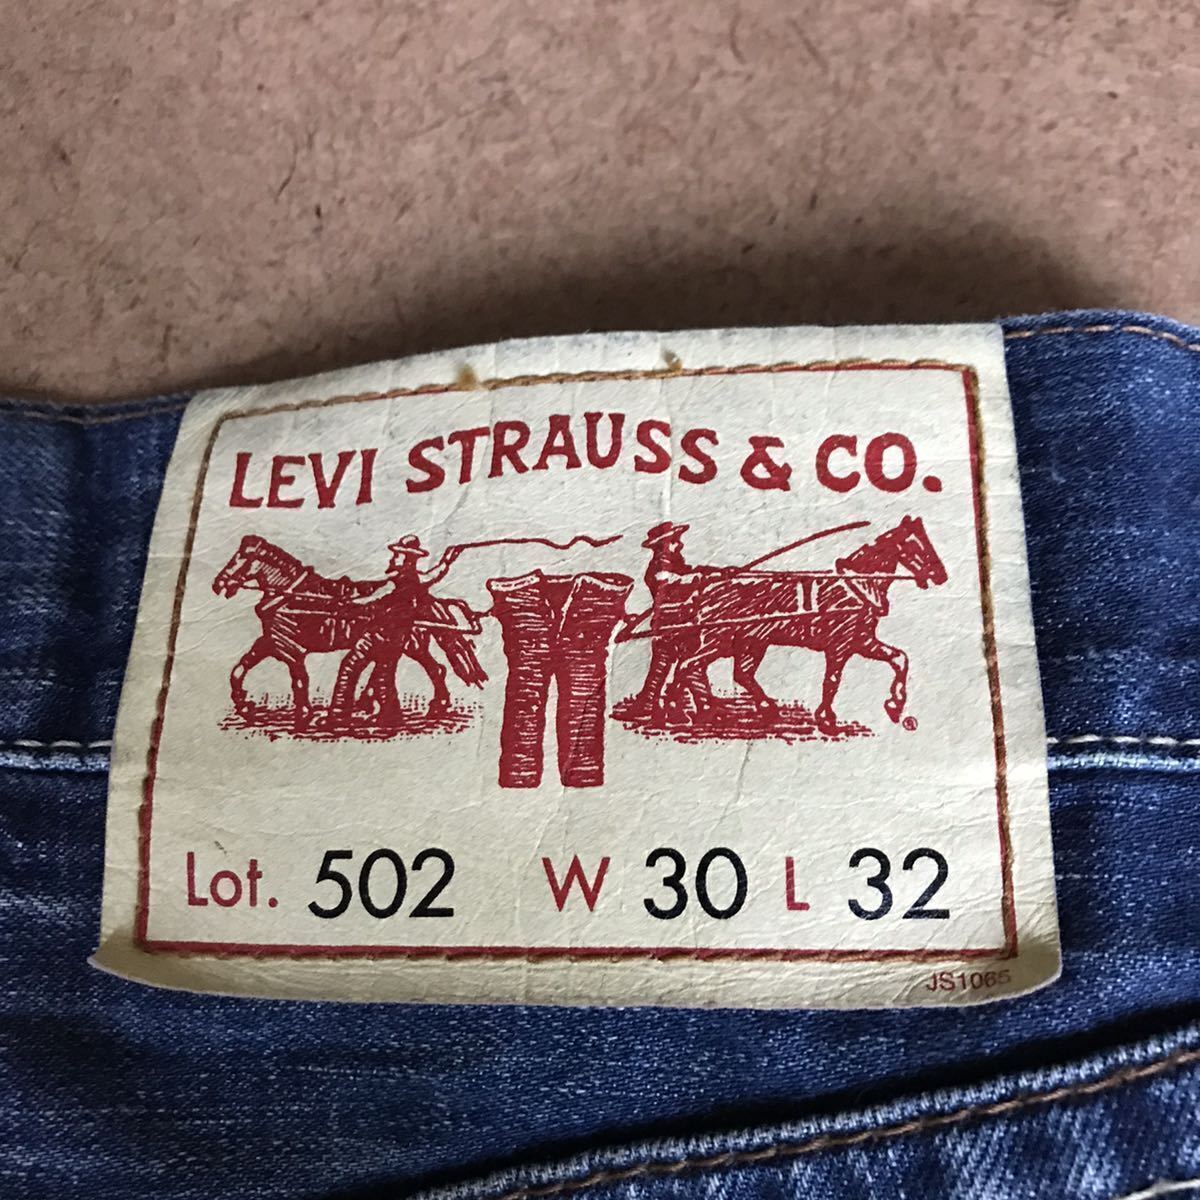 LEVI STRAUSS & CO.
®
Lot. 502 W 30 L 32
JS1065